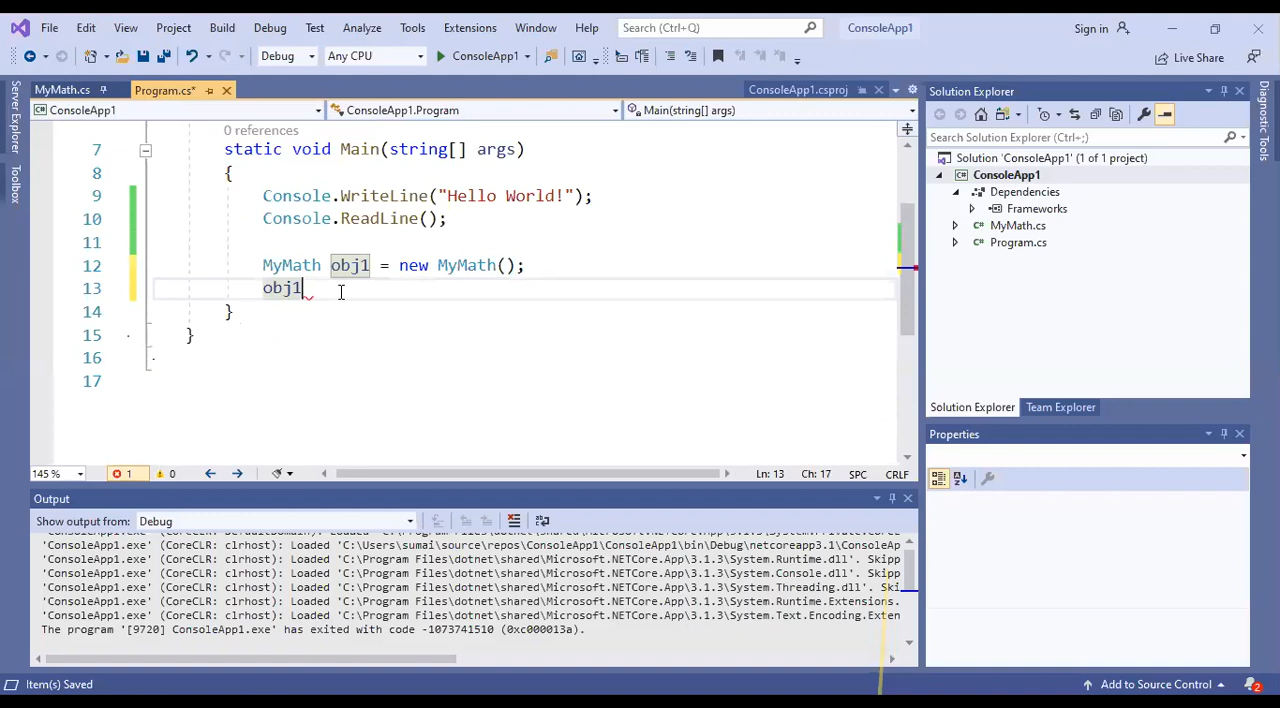 File Edit View Project Build Debug Test Analyze Tools Extensions Window Help Search (Ctrl+Q) ConsoleApp1 Sign in
Debug Any CPU ConsoleApp1 Live Share
Server Explorer
Toolbox
MyMath.cs Program.cs* ConsoleApp1.csproj
ConsoleApp1 ConsoleApp1.Program Main(string[] args)
0 references
7 static void Main(string[] args)
8 {
9 Console.WriteLine("Hello World!");
10 Console.ReadLine();
11
12 MyMath obj1 = new MyMath();
13 obj1
14 }
15 }
16
17
145 % 1 0 Ln: 13 Ch: 17 SPC CRLF
Output
Show output from: Debug
'ConsoleApp1.exe' (CoreCLR: clrhost): Loaded 'C:\Users\sumai\source\repos\ConsoleApp1\ConsoleApp1\bin\Debug\netcoreapp3.1\ConsoleAp
'ConsoleApp1.exe' (CoreCLR: clrhost): Loaded 'C:\Program Files\dotnet\shared\Microsoft.NETCore.App\3.1.3\System.Runtime.dll'. Skipp
'ConsoleApp1.exe' (CoreCLR: clrhost): Loaded 'C:\Program Files\dotnet\shared\Microsoft.NETCore.App\3.1.3\System.Console.dll'. Skipp
'ConsoleApp1.exe' (CoreCLR: clrhost): Loaded 'C:\Program Files\dotnet\shared\Microsoft.NETCore.App\3.1.3\System.Threading.dll'. Ski
'ConsoleApp1.exe' (CoreCLR: clrhost): Loaded 'C:\Program Files\dotnet\shared\Microsoft.NETCore.App\3.1.3\System.Runtime.Extensions.
'ConsoleApp1.exe' (CoreCLR: clrhost): Loaded 'C:\Program Files\dotnet\shared\Microsoft.NETCore.App\3.1.3\System.Text.Encoding.Exten
The program '[9720] ConsoleApp1.exe' has exited with code -1073741510 (0xc000013a).
Solution Explorer
Search Solution Explorer (Ctrl+;)
Solution 'ConsoleApp1' (1 of 1 project)
ConsoleApp1
Dependencies
Frameworks
C# MyMath.cs
C# Program.cs
Solution Explorer Team Explorer
Properties
Diagnostic Tools
Item(s) Saved Add to Source Control 2